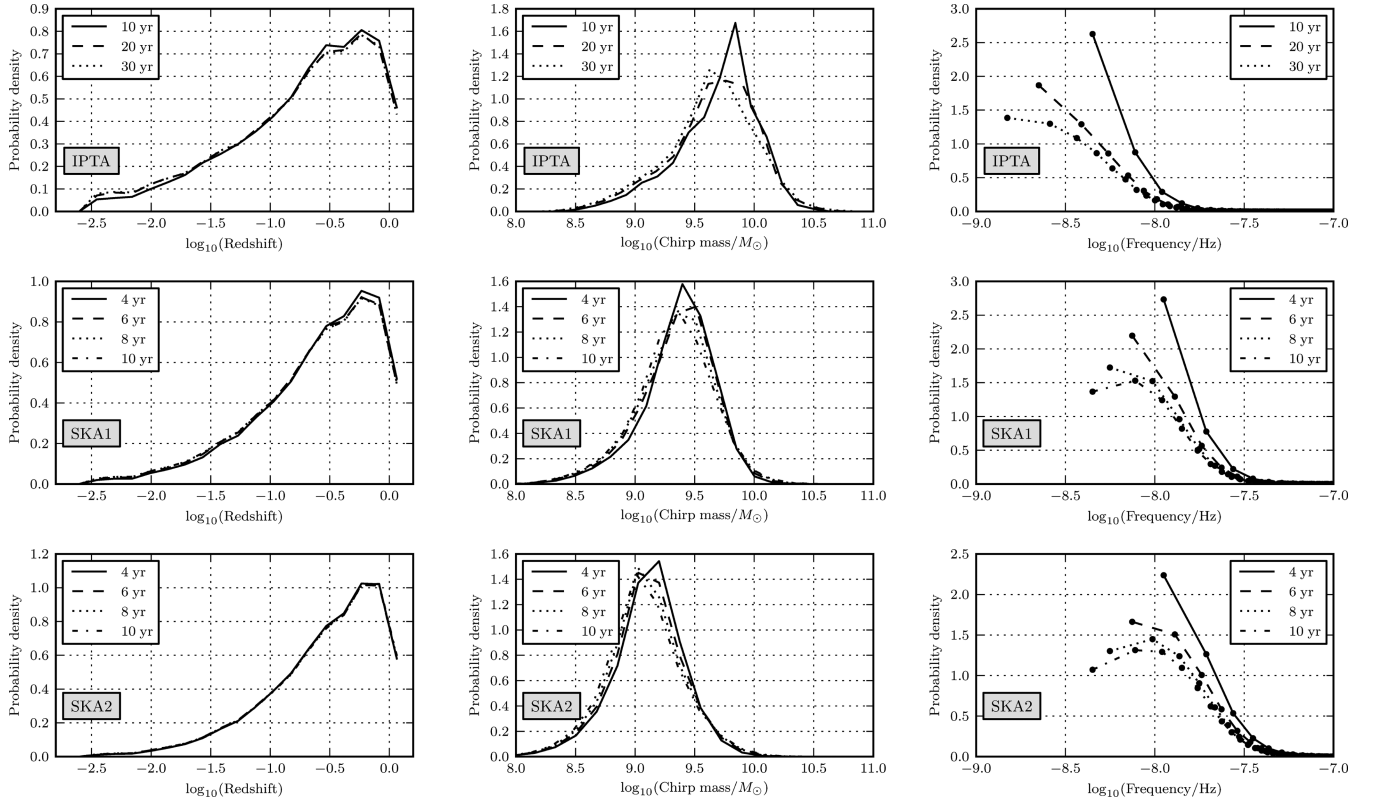 Probability density
0.9
0.8
0.7
0.6
0.5
0.4
0.3
0.2
0.1
0.0
10 yr
20 yr
30 yr
IPTA
−2.5 −2.0 −1.5 −1.0 −0.5 0.0
log₁₀(Redshift)
Probability density
1.8
1.6
1.4
1.2
1.0
0.8
0.6
0.4
0.2
0.0
10 yr
20 yr
30 yr
IPTA
8.0 8.5 9.0 9.5 10.0 10.5 11.0
log₁₀(Chirp mass/M⊙)
Probability density
3.0
2.5
2.0
1.5
1.0
0.5
0.0
10 yr
20 yr
30 yr
IPTA
−9.0 −8.5 −8.0 −7.5 −7.0
log₁₀(Frequency/Hz)
Probability density
1.0
0.8
0.6
0.4
0.2
0.0
4 yr
6 yr
8 yr
10 yr
SKA1
−2.5 −2.0 −1.5 −1.0 −0.5 0.0
log₁₀(Redshift)
Probability density
1.6
1.4
1.2
1.0
0.8
0.6
0.4
0.2
0.0
4 yr
6 yr
8 yr
10 yr
SKA1
8.0 8.5 9.0 9.5 10.0 10.5 11.0
log₁₀(Chirp mass/M⊙)
Probability density
3.0
2.5
2.0
1.5
1.0
0.5
0.0
4 yr
6 yr
8 yr
10 yr
SKA1
−9.0 −8.5 −8.0 −7.5 −7.0
log₁₀(Frequency/Hz)
Probability density
1.2
1.0
0.8
0.6
0.4
0.2
0.0
4 yr
6 yr
8 yr
10 yr
SKA2
−2.5 −2.0 −1.5 −1.0 −0.5 0.0
log₁₀(Redshift)
Probability density
1.6
1.4
1.2
1.0
0.8
0.6
0.4
0.2
0.0
4 yr
6 yr
8 yr
10 yr
SKA2
8.0 8.5 9.0 9.5 10.0 10.5 11.0
log₁₀(Chirp mass/M⊙)
Probability density
2.5
2.0
1.5
1.0
0.5
0.0
4 yr
6 yr
8 yr
10 yr
SKA2
−9.0 −8.5 −8.0 −7.5 −7.0
log₁₀(Frequency/Hz)